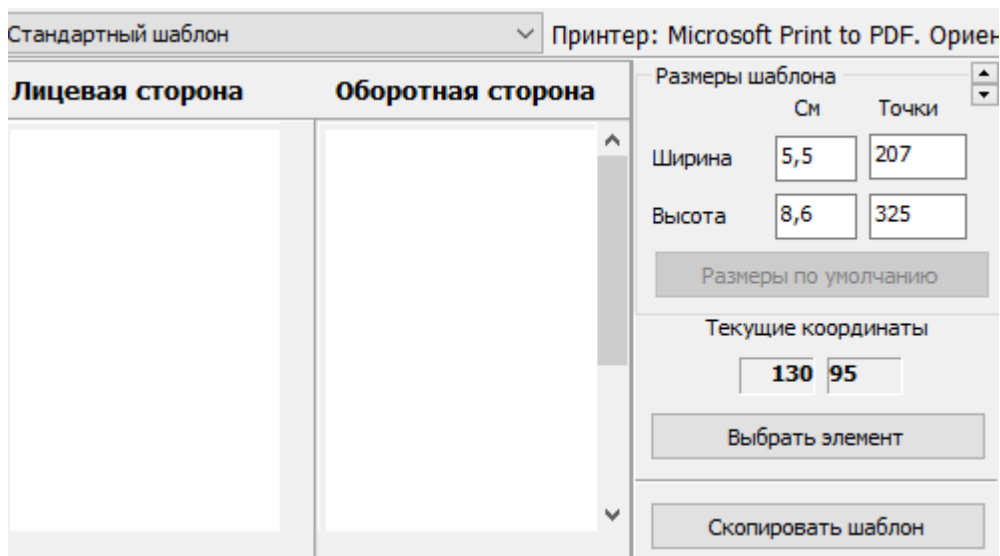 Стандартный шаблон
Принтер: Microsoft Print to PDF. Ориен
Лицевая сторона
Оборотная сторона
Размеры шаблона
См Точки
Ширина 5,5 207
Высота 8,6 325
Размеры по умолчанию
Текущие координаты
130 95
Выбрать элемент
Скопировать шаблон